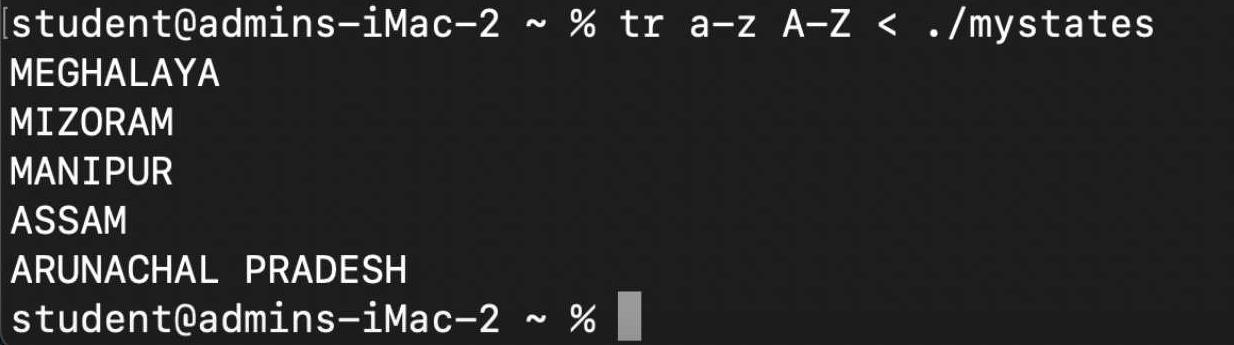 [student@admins-iMac-2 ~ % tr a-z A-Z < ./mystates
MEGHALAYA
MIZORAM
MANIPUR
ASSAM
ARUNACHAL PRADESH
student@admins-iMac-2 ~ %